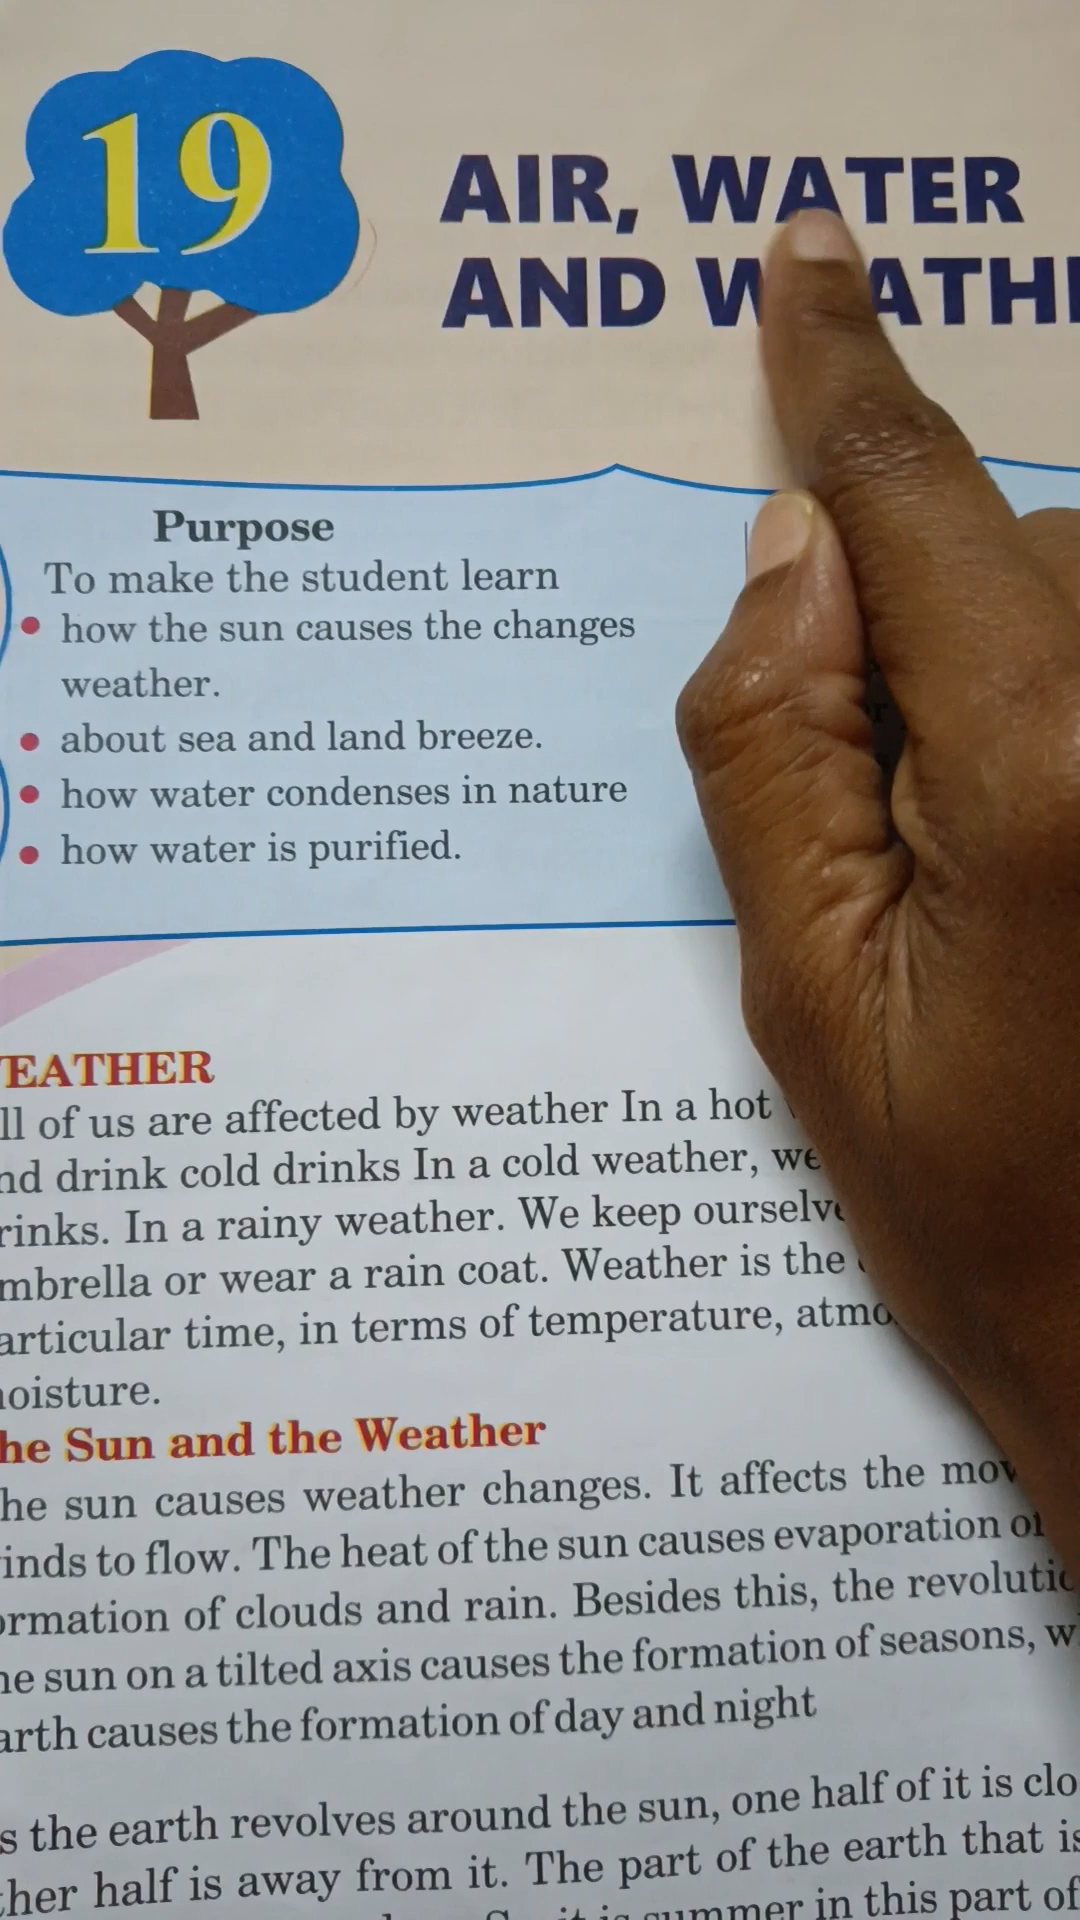 19
AIR, WATER
AND
Purpose
To make the student learn
how the sun causes the changes
weather.
about sea and land breeze.
how water condenses in nature
how water is purified.
EATHER
ll of us are affected by weather In a hot
nd drink cold drinks In a cold weather, we
rinks. In a rainy weather. We keep ourselv
mbrella or wear a rain coat. Weather is the
articular time, in terms of temperature, atmo
oisture.
he Sun and the Weather
he sun causes weather changes. It affects the mov
inds to flow. The heat of the sun causes evaporation of
ormation of clouds and rain. Besides this, the revolutio
he sun on a tilted axis causes the formation of seasons, w
arth causes the formation of day and night
s the earth revolves around the sun, one half of it is clo
ther half is away from it. The part of the earth that is
it is summer in this part of